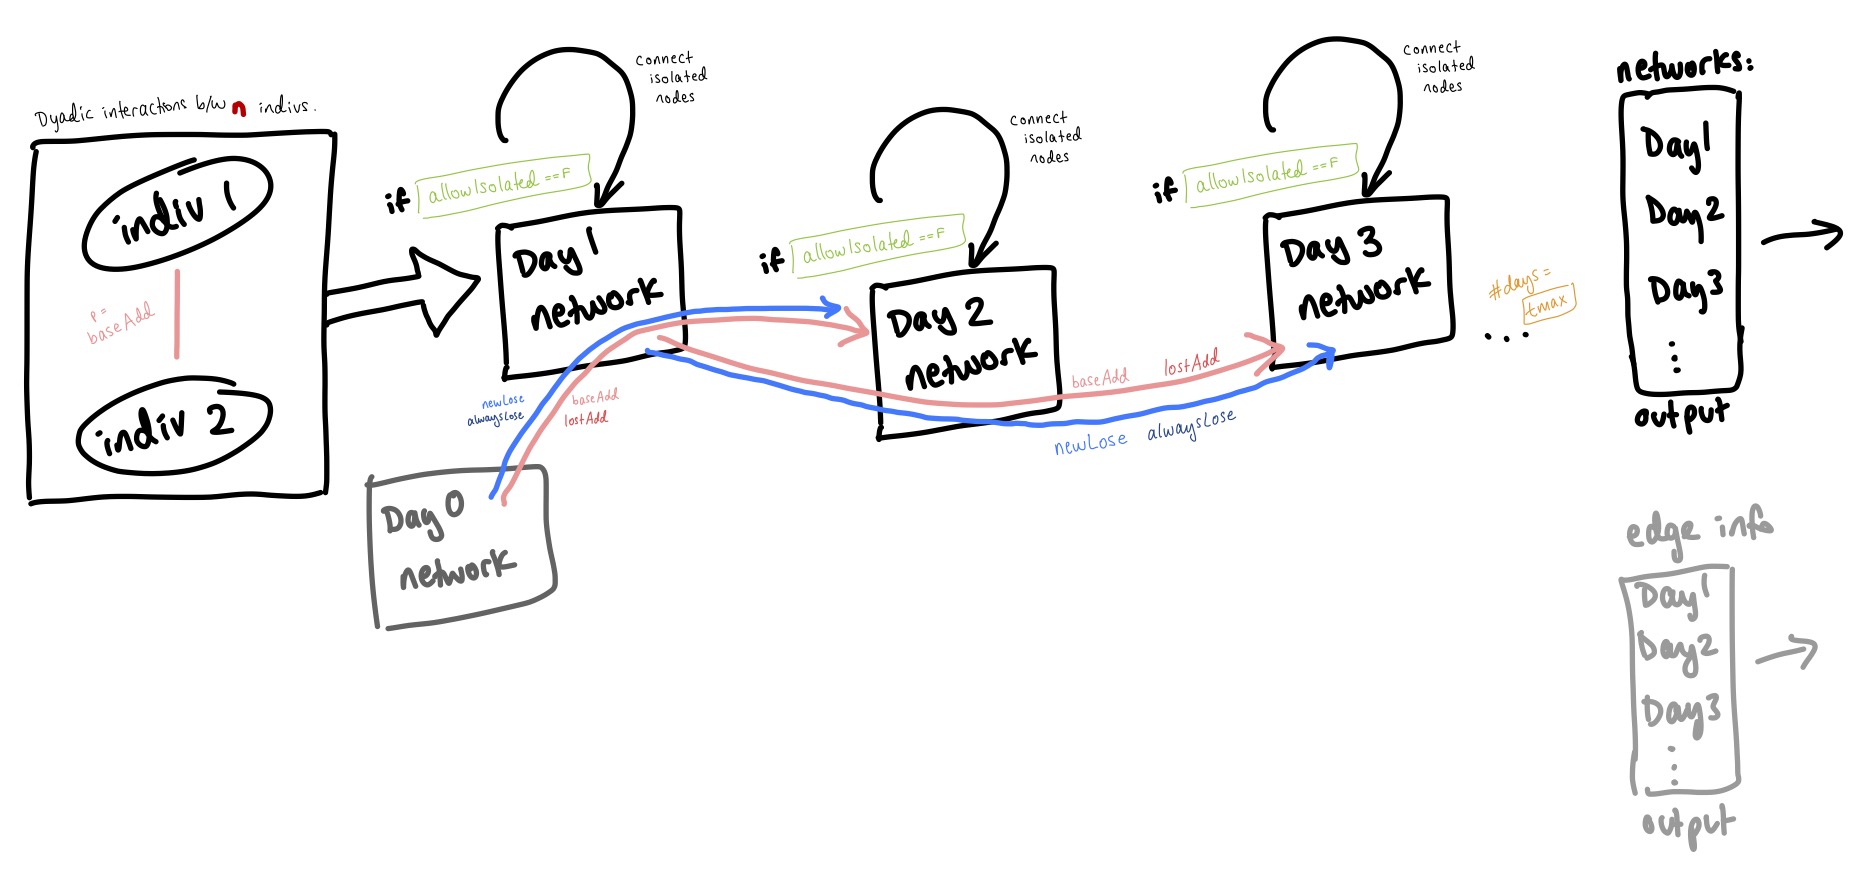 Dyadic interactions b/w n indivs.
indiv 1
p =
baseAdd
indiv 2
connect
isolated
nodes
if allowIsolated == F
Day 1
network
newLose
alwaysLose
baseAdd
lostAdd
Day 0
network
connect
isolated
nodes
if allowIsolated == F
Day 2
network
baseAdd lostAdd
newLose alwaysLose
connect
isolated
nodes
if allowIsolated == F
Day 3
network
#days =
tmax
...
networks:
Day 1
Day 2
Day 3
⋮
output
edge info
Day 1
Day 2
Day 3
⋮
output